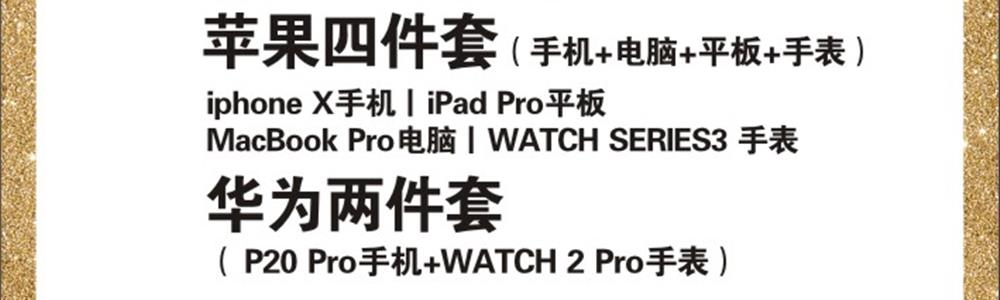 苹果四件套（手机+电脑+平板+手表）
iphone X手机丨iPad Pro平板
MacBook Pro电脑丨WATCH SERIES3 手表
华为两件套
（ P20 Pro手机+WATCH 2 Pro手表）